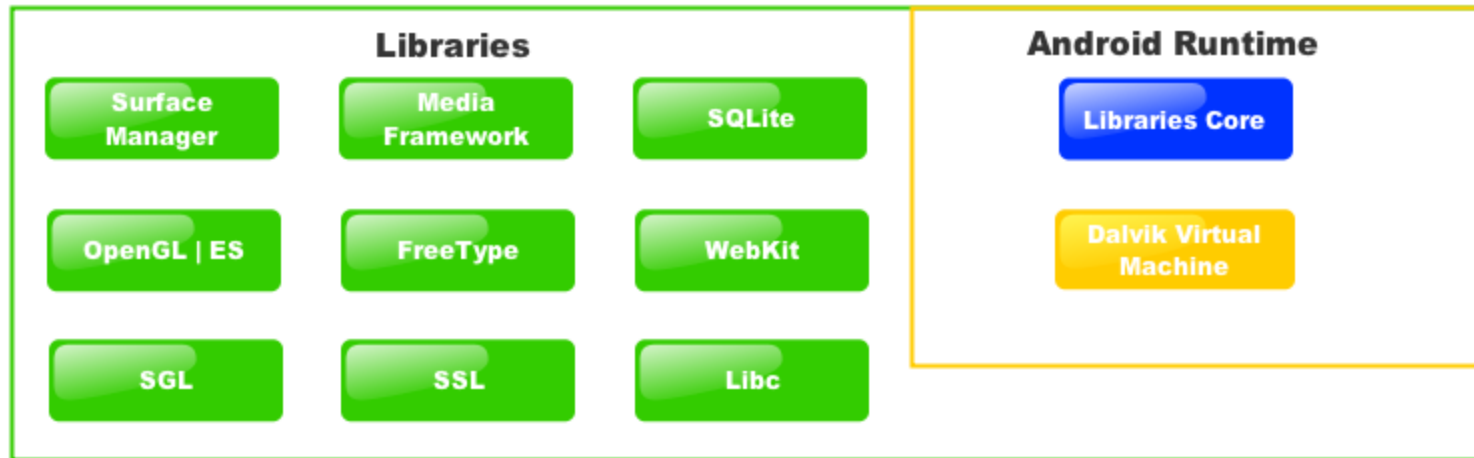 Libraries
Android Runtime
Surface
Manager
Media
Framework
SQLite
Libraries Core
OpenGL | ES
FreeType
WebKit
Dalvik Virtual
Machine
SGL
SSL
Libc